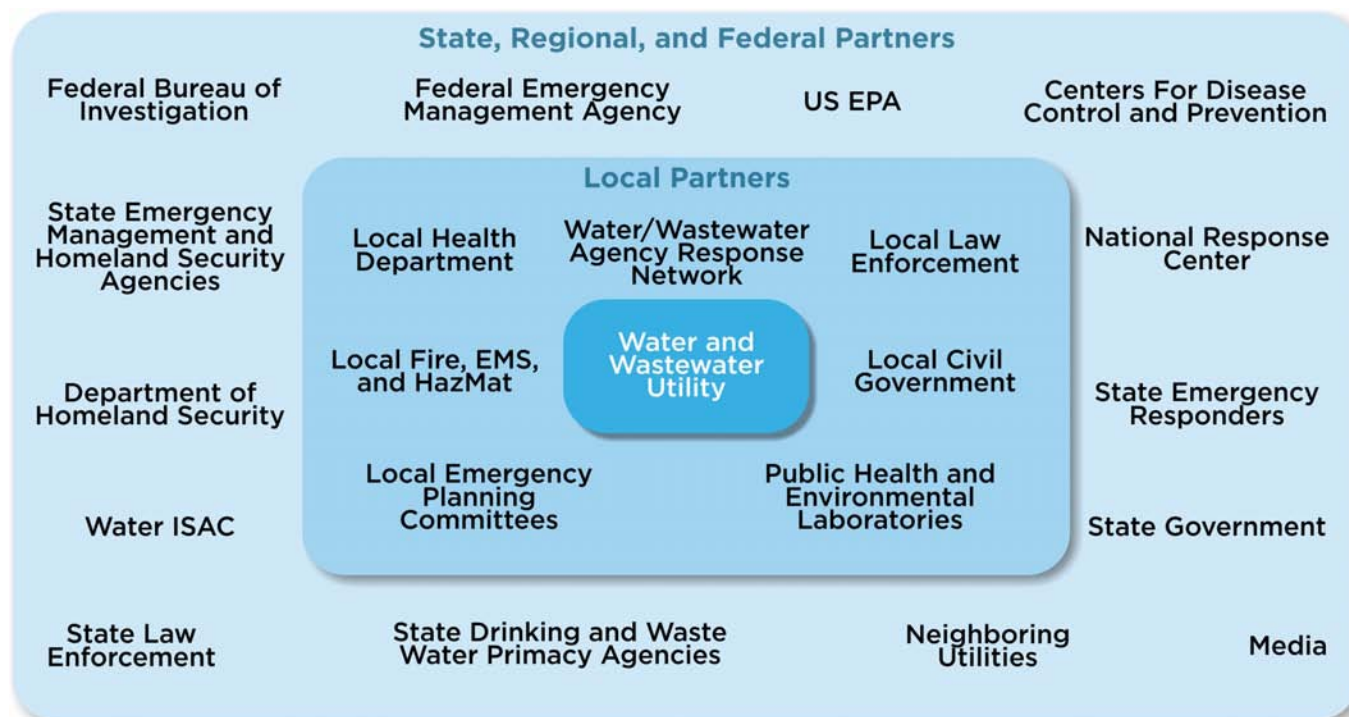 State, Regional, and Federal Partners
Federal Bureau of
Investigation
Federal Emergency
Management Agency
US EPA
Centers For Disease
Control and Prevention
Local Partners
State Emergency
Management and
Homeland Security
Agencies
Local Health
Department
Water/Wastewater
Agency Response
Network
Local Law
Enforcement
National Response
Center
Local Fire, EMS,
and HazMat
Water and
Wastewater
Utility
Local Civil
Government
Department of
Homeland Security
State Emergency
Responders
Local Emergency
Planning
Committees
Public Health and
Environmental
Laboratories
Water ISAC
State Government
State Law
Enforcement
State Drinking and Waste
Water Primacy Agencies
Neighboring
Utilities
Media